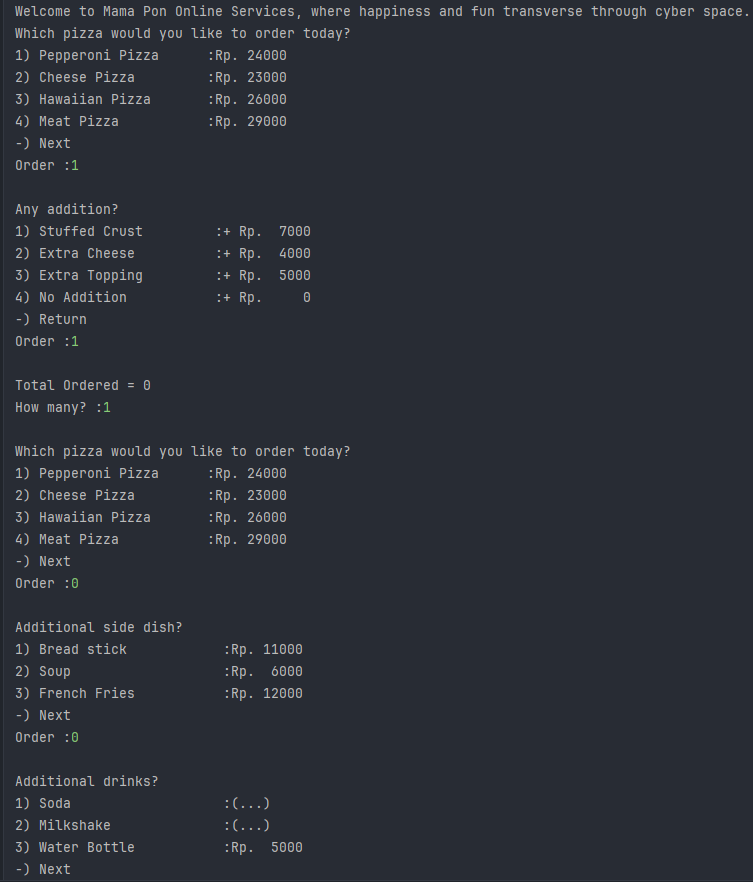 Welcome to Mama Pon Online Services, where happiness and fun transverse through cyber space.
Which pizza would you like to order today?
1) Pepperoni Pizza      :Rp. 24000
2) Cheese Pizza         :Rp. 23000
3) Hawaiian Pizza       :Rp. 26000
4) Meat Pizza           :Rp. 29000
-) Next
Order :1

Any addition?
1) Stuffed Crust         :+ Rp.  7000
2) Extra Cheese          :+ Rp.  4000
3) Extra Topping         :+ Rp.  5000
4) No Addition           :+ Rp.     0
-) Return
Order :1

Total Ordered = 0
How many? :1

Which pizza would you like to order today?
1) Pepperoni Pizza      :Rp. 24000
2) Cheese Pizza         :Rp. 23000
3) Hawaiian Pizza       :Rp. 26000
4) Meat Pizza           :Rp. 29000
-) Next
Order :0

Additional side dish?
1) Bread stick            :Rp. 11000
2) Soup                   :Rp.  6000
3) French Fries           :Rp. 12000
-) Next
Order :0

Additional drinks?
1) Soda                   :(...)
2) Milkshake              :(...)
3) Water Bottle           :Rp.  5000
-) Next